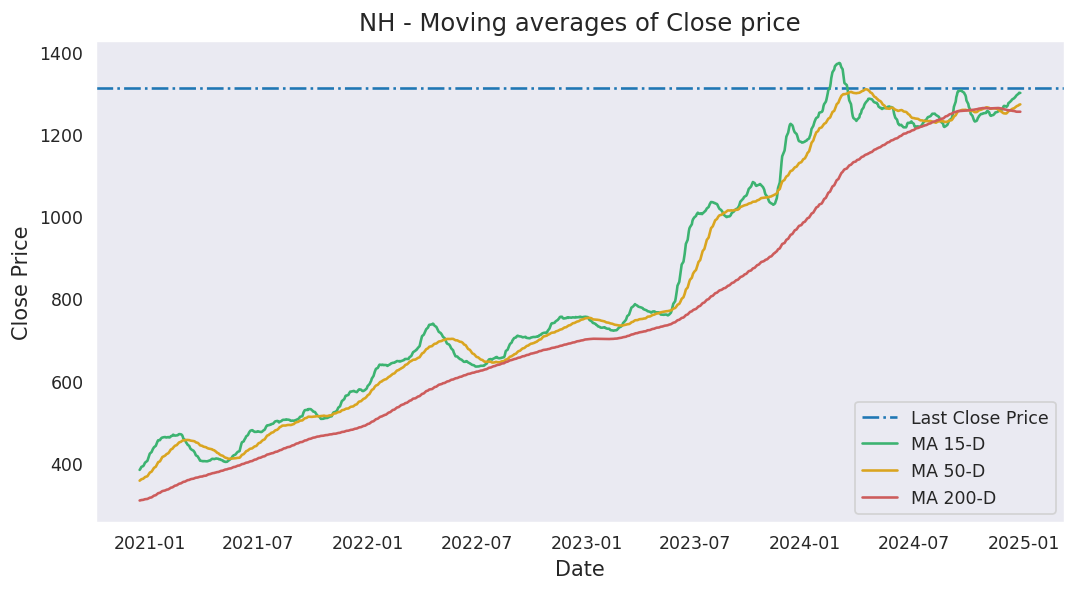 NH - Moving averages of Close price
1400
1200
1000
800
600
400
Close Price
2021-01 2021-07 2022-01 2022-07 2023-01 2023-07 2024-01 2024-07 2025-01
Date
Last Close Price
MA 15-D
MA 50-D
MA 200-D